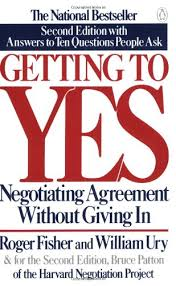 The National Bestseller
Second Edition with
Answers to Ten Questions People Ask
GETTING TO
YES
Negotiating Agreement
Without Giving In
Roger Fisher and William Ury
& for the Second Edition, Bruce Patton
of the Harvard Negotiation Project